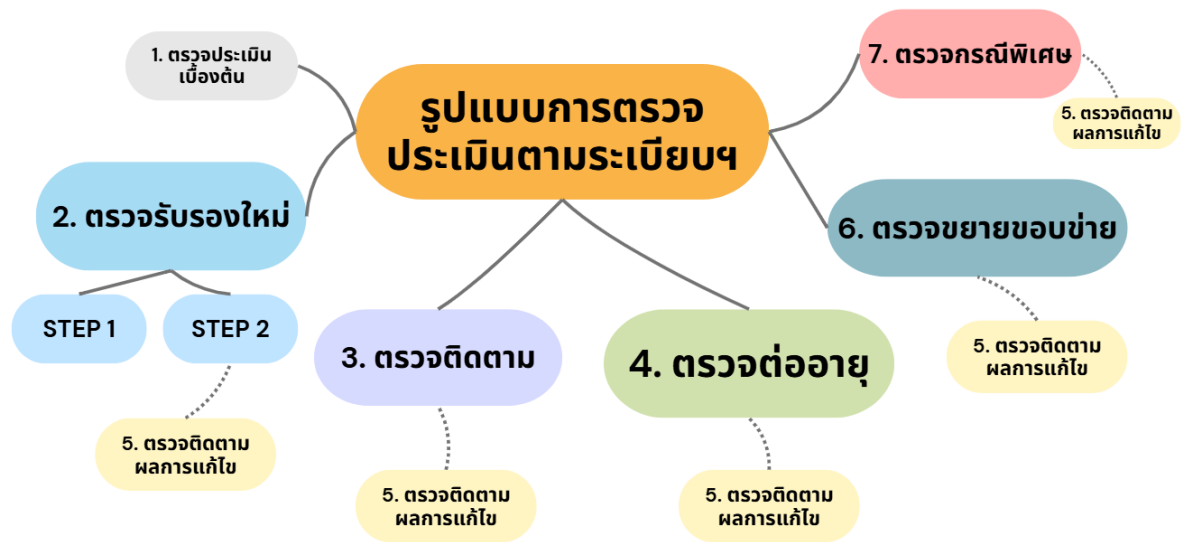 รูปแบบการตรวจ
ประเมินตามระเบียบฯ
1. ตรวจประเมิน
เบื้องต้น
2. ตรวจรับรองใหม่
STEP 1
STEP 2
5. ตรวจติดตาม
ผลการแก้ไข
3. ตรวจติดตาม
5. ตรวจติดตาม
ผลการแก้ไข
4. ตรวจต่ออายุ
5. ตรวจติดตาม
ผลการแก้ไข
6. ตรวจขยายขอบข่าย
5. ตรวจติดตาม
ผลการแก้ไข
7. ตรวจกรณีพิเศษ
5. ตรวจติดตาม
ผลการแก้ไข